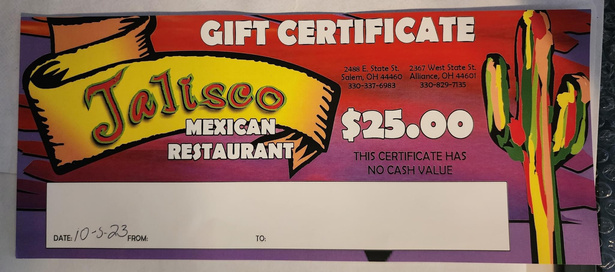 GIFT CERTIFICATE
Jalisco
MEXICAN
RESTAURANT
2488 E. State St.
Salem, OH 44460
330-337-6983
2367 West State St.
Alliance, OH 44601
330-829-7135
$25.00
THIS CERTIFICATE HAS
NO CASH VALUE
DATE: 10-5-23 FROM: TO: